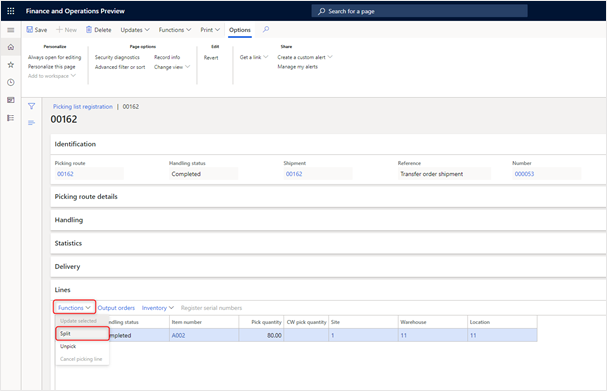 Finance and Operations Preview
Search for a page
Save New Delete Updates Functions Print Options
Personalize
Always open for editing
Personalize this page
Add to workspace
Page options
Security diagnostics
Advanced filter or sort
Record info
Change view
Edit
Revert
Share
Get a link
Create a custom alert
Manage my alerts
Picking list registration | 00162
00162
Identification
Picking route Handling status Shipment Reference Number
00162 Completed 00162 Transfer order shipment 000053
Picking route details
Handling
Statistics
Delivery
Lines
Functions Output orders Inventory Register serial numbers
Update selected
Split
Unpick
Cancel picking line
ndling status Item number Pick quantity CW pick quantity Site Warehouse Location
ompleted A002 80.00 1 11 11